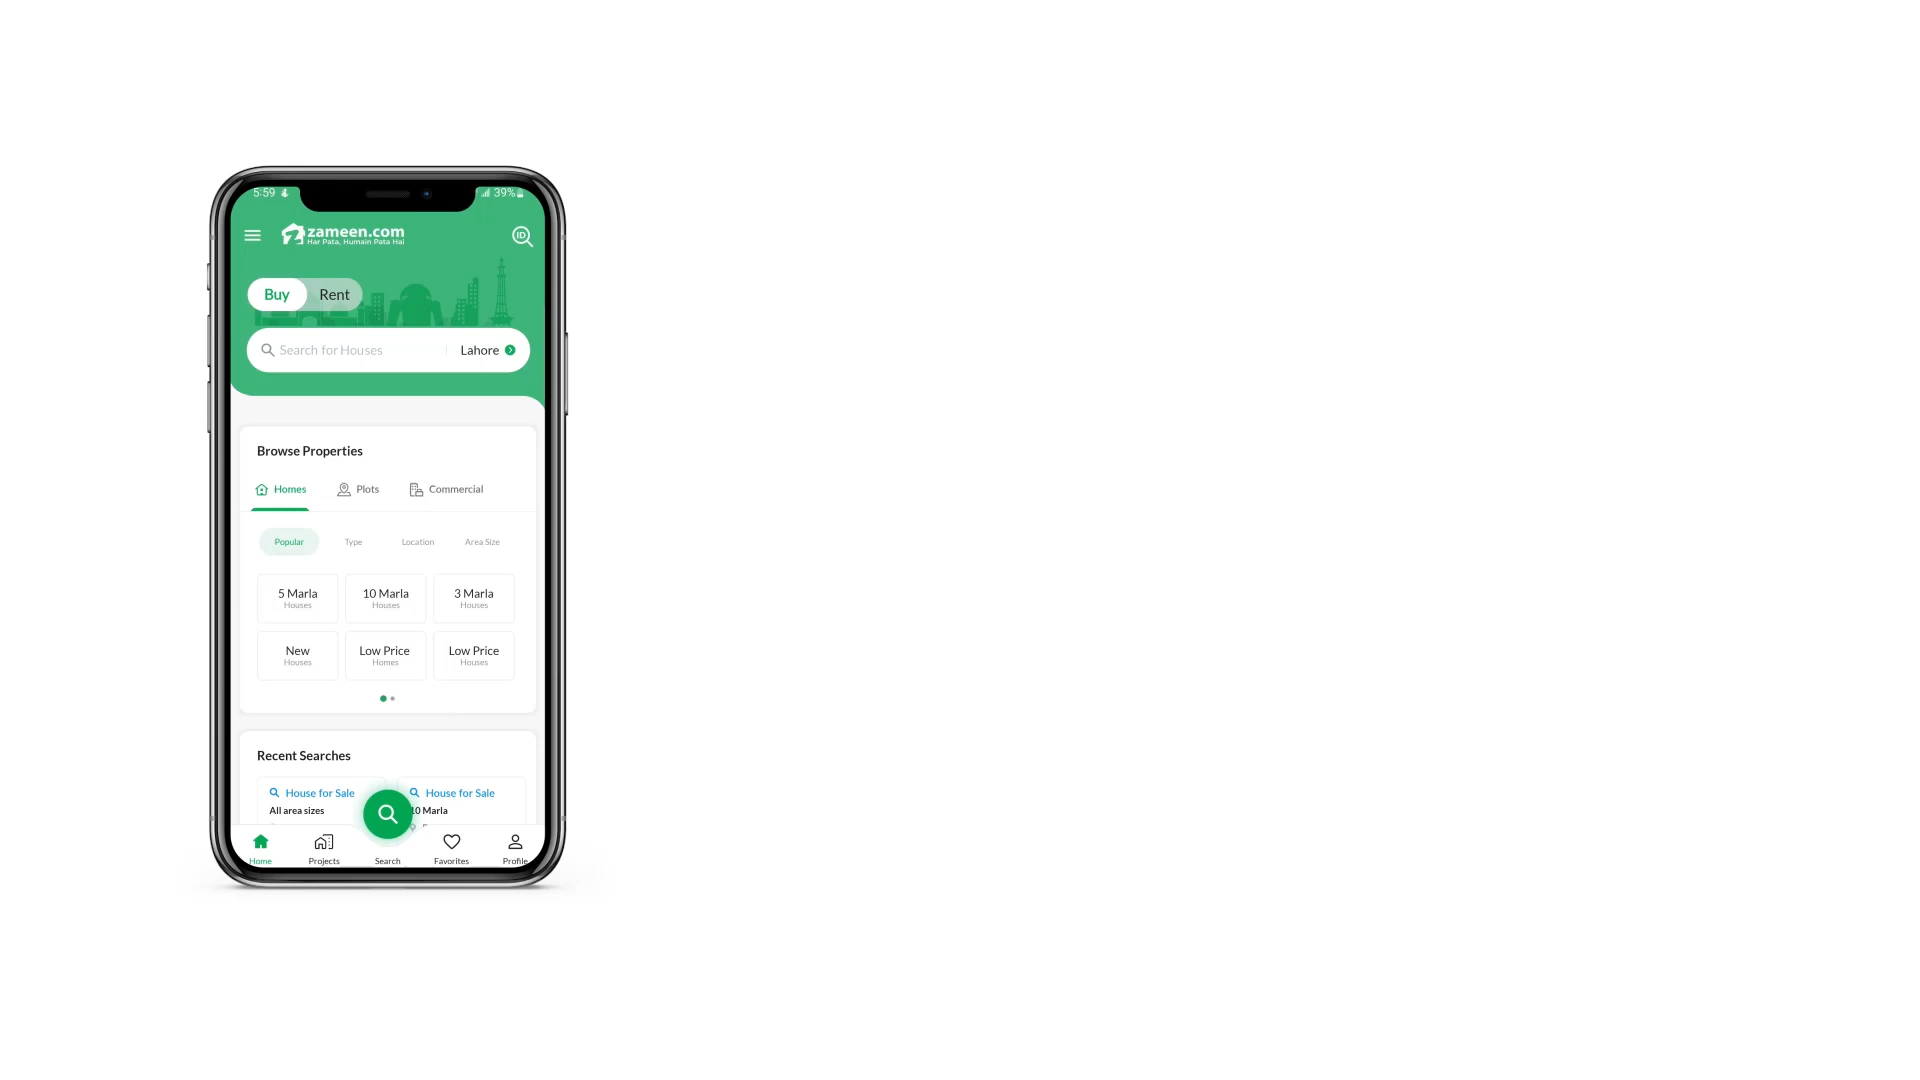 5:59
39%
zameen.com
Har Pata, Humain Pata Hai
ID
Buy Rent
Search for Houses Lahore
Browse Properties
Homes Plots Commercial
Popular Type Location Area Size
5 Marla 10 Marla 3 Marla
Houses Houses Houses
New Low Price Low Price
Houses Homes Houses
Recent Searches
House for Sale House for Sale
All area sizes 10 Marla
Home Projects Search Favorites Profile